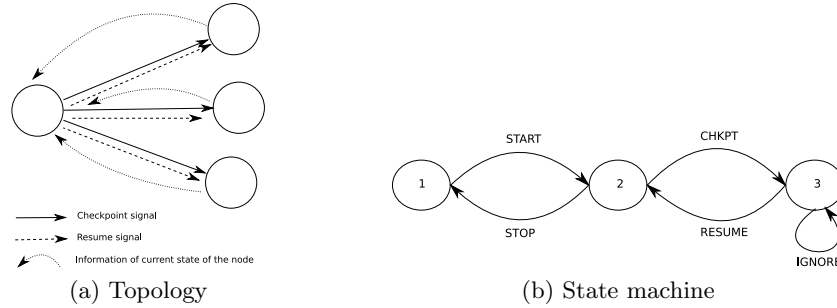 Checkpoint signal
Resume signal
Information of current state of the node
(a) Topology
START
CHKPT
1
2
3
STOP
RESUME
IGNORE
(b) State machine